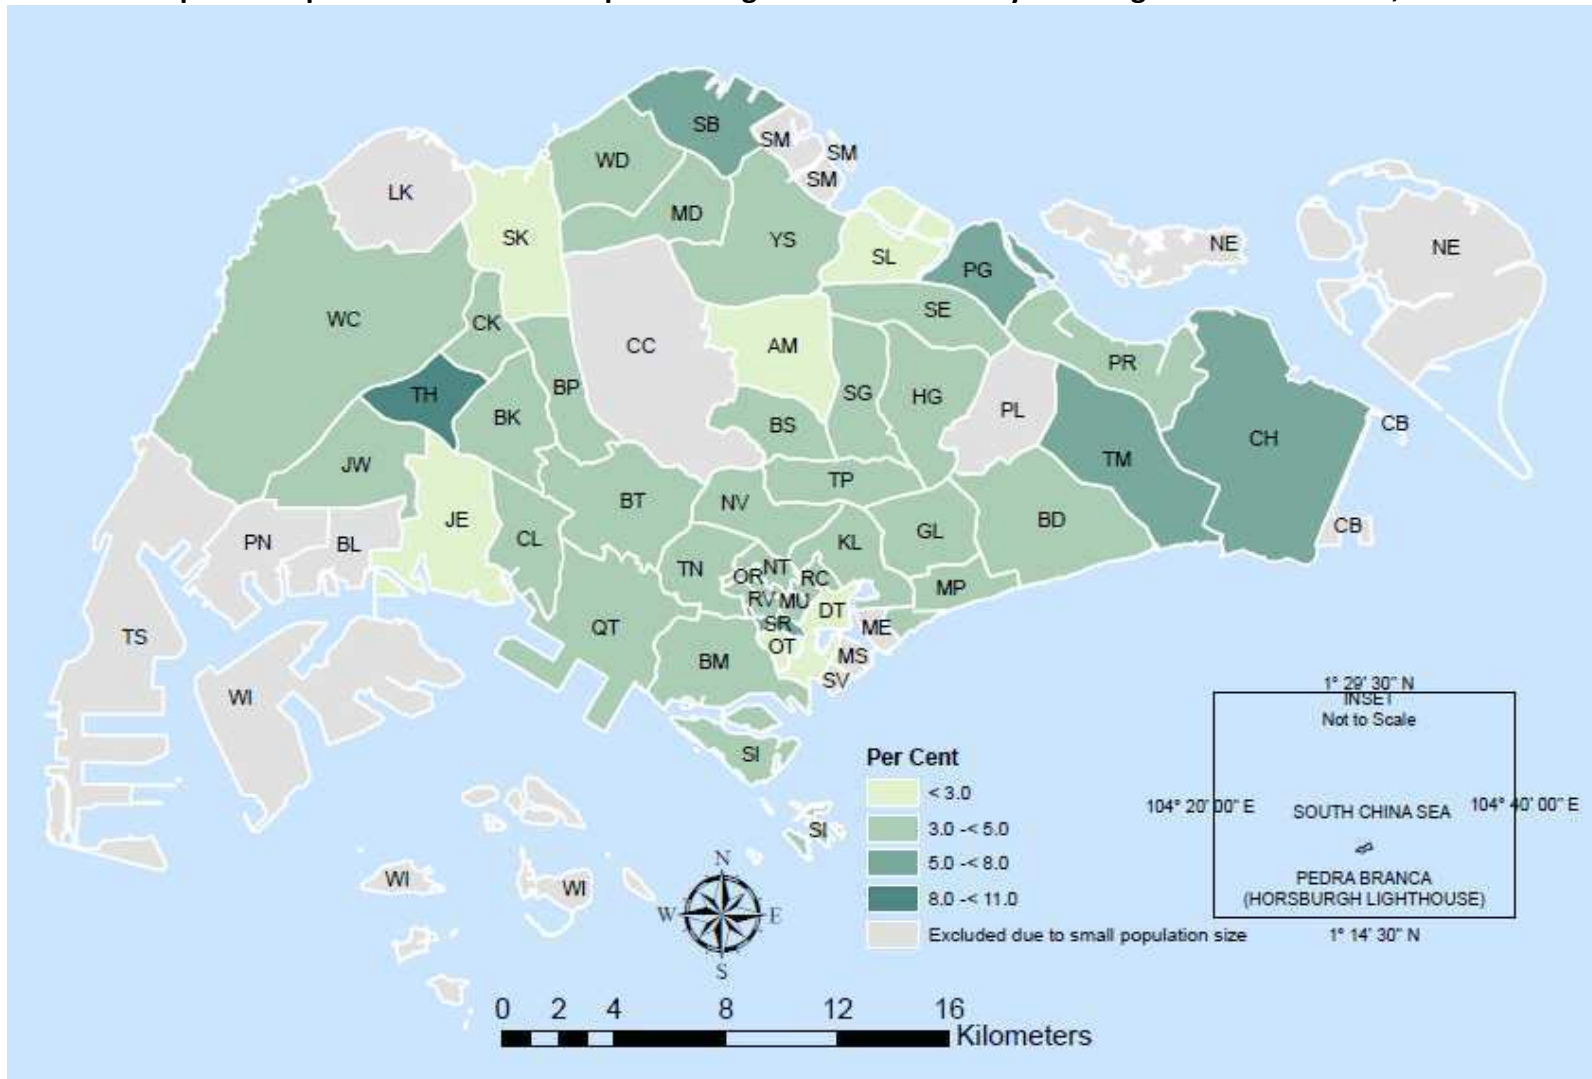 SB
SM
SM
SM
WD
LK
MD
SK
YS
SL
PG
NE
NE
WC
CK
SE
CC
AM
PR
TH
BP
BK
SG
HG
PL
BS
CH
CB
JW
TM
TP
BT
NV
JE
CL
BD
PN
BL
KL
GL
CB
TN
OR
NT
RC
MP
RV
MU
DT
SR
ME
TS
QT
OT
MS
BM
SV
WI
SI
SI
WI
WI
Per Cent
< 3.0
3.0 -< 5.0
5.0 -< 8.0
8.0 -< 11.0
Excluded due to small population size
1° 29' 30" N
INSET
Not to Scale
104° 20' 00" E
SOUTH CHINA SEA
104° 40' 00" E
PEDRA BRANCA
(HORSBURGH LIGHTHOUSE)
1° 14' 30" N
N
W
E
S
0 2 4 8 12 16
Kilometers